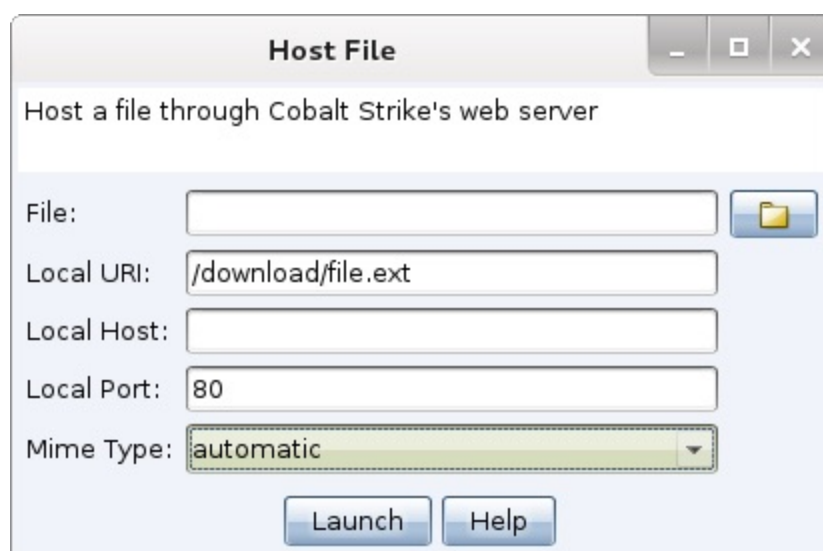 Host File
Host a file through Cobalt Strike's web server
File:
Local URI: /download/file.ext
Local Host:
Local Port: 80
Mime Type: automatic
Launch Help